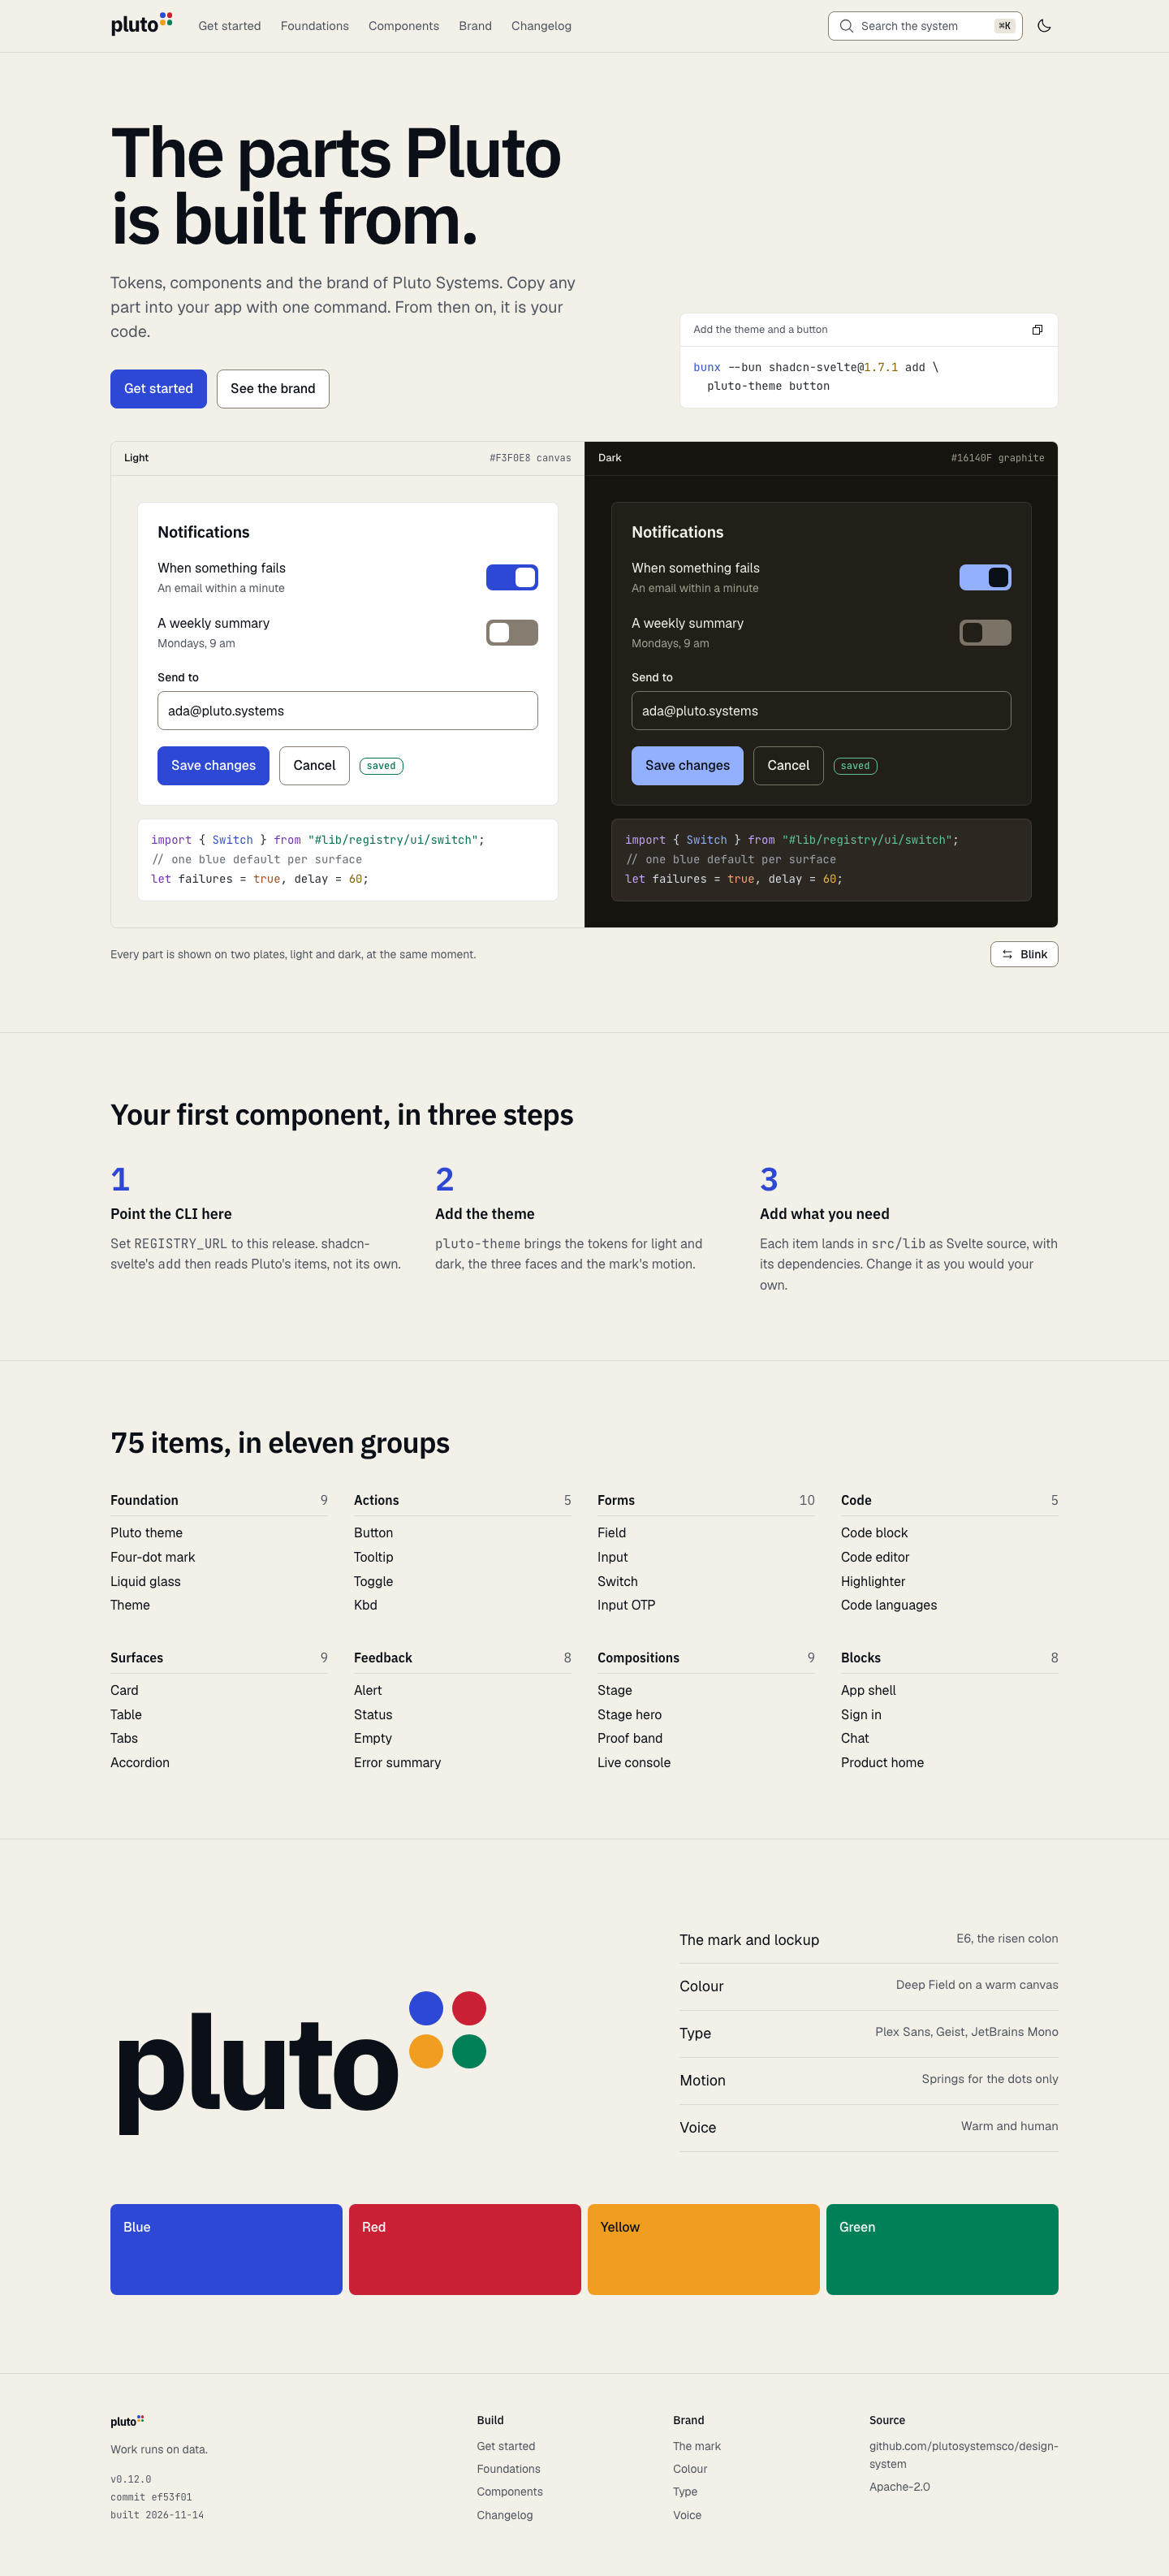 pluto
Get started
Foundations
Components
Brand
Changelog
Search the system
⌘K
The parts Pluto
is built from.
Tokens, components and the brand of Pluto Systems. Copy any
part into your app with one command. From then on, it is your
code.
Get started
See the brand
Add the theme and a button
bunx --bun shadcn-svelte@1.7.1 add \
pluto-theme button
Light
#F3F0E8 canvas
Notifications
When something fails
An email within a minute
A weekly summary
Mondays, 9 am
Send to
ada@pluto.systems
Save changes
Cancel
saved
import { Switch } from "#lib/registry/ui/switch";
// one blue default per surface
let failures = true, delay = 60;
Dark
#16140F graphite
Notifications
When something fails
An email within a minute
A weekly summary
Mondays, 9 am
Send to
ada@pluto.systems
Save changes
Cancel
saved
import { Switch } from "#lib/registry/ui/switch";
// one blue default per surface
let failures = true, delay = 60;
Every part is shown on two plates, light and dark, at the same moment.
Blink
Your first component, in three steps
1
Point the CLI here
Set REGISTRY_URL to this release. shadcn-
svelte's add then reads Pluto's items, not its own.
2
Add the theme
pluto-theme brings the tokens for light and
dark, the three faces and the mark's motion.
3
Add what you need
Each item lands in src/lib as Svelte source, with
its dependencies. Change it as you would your
own.
75 items, in eleven groups
Foundation 9
Pluto theme
Four-dot mark
Liquid glass
Theme
Actions 5
Button
Tooltip
Toggle
Kbd
Forms 10
Field
Input
Switch
Input OTP
Code 5
Code block
Code editor
Highlighter
Code languages
Surfaces 9
Card
Table
Tabs
Accordion
Feedback 8
Alert
Status
Empty
Error summary
Compositions 9
Stage
Stage hero
Proof band
Live console
Blocks 8
App shell
Sign in
Chat
Product home
pluto
The mark and lockup
E6, the risen colon
Colour
Deep Field on a warm canvas
Type
Plex Sans, Geist, JetBrains Mono
Motion
Springs for the dots only
Voice
Warm and human
Blue
Red
Yellow
Green
pluto
Work runs on data.
v0.12.0
commit ef53f01
built 2026-11-14
Build
Get started
Foundations
Components
Changelog
Brand
The mark
Colour
Type
Voice
Source
github.com/plutosystemsco/design-
system
Apache-2.0